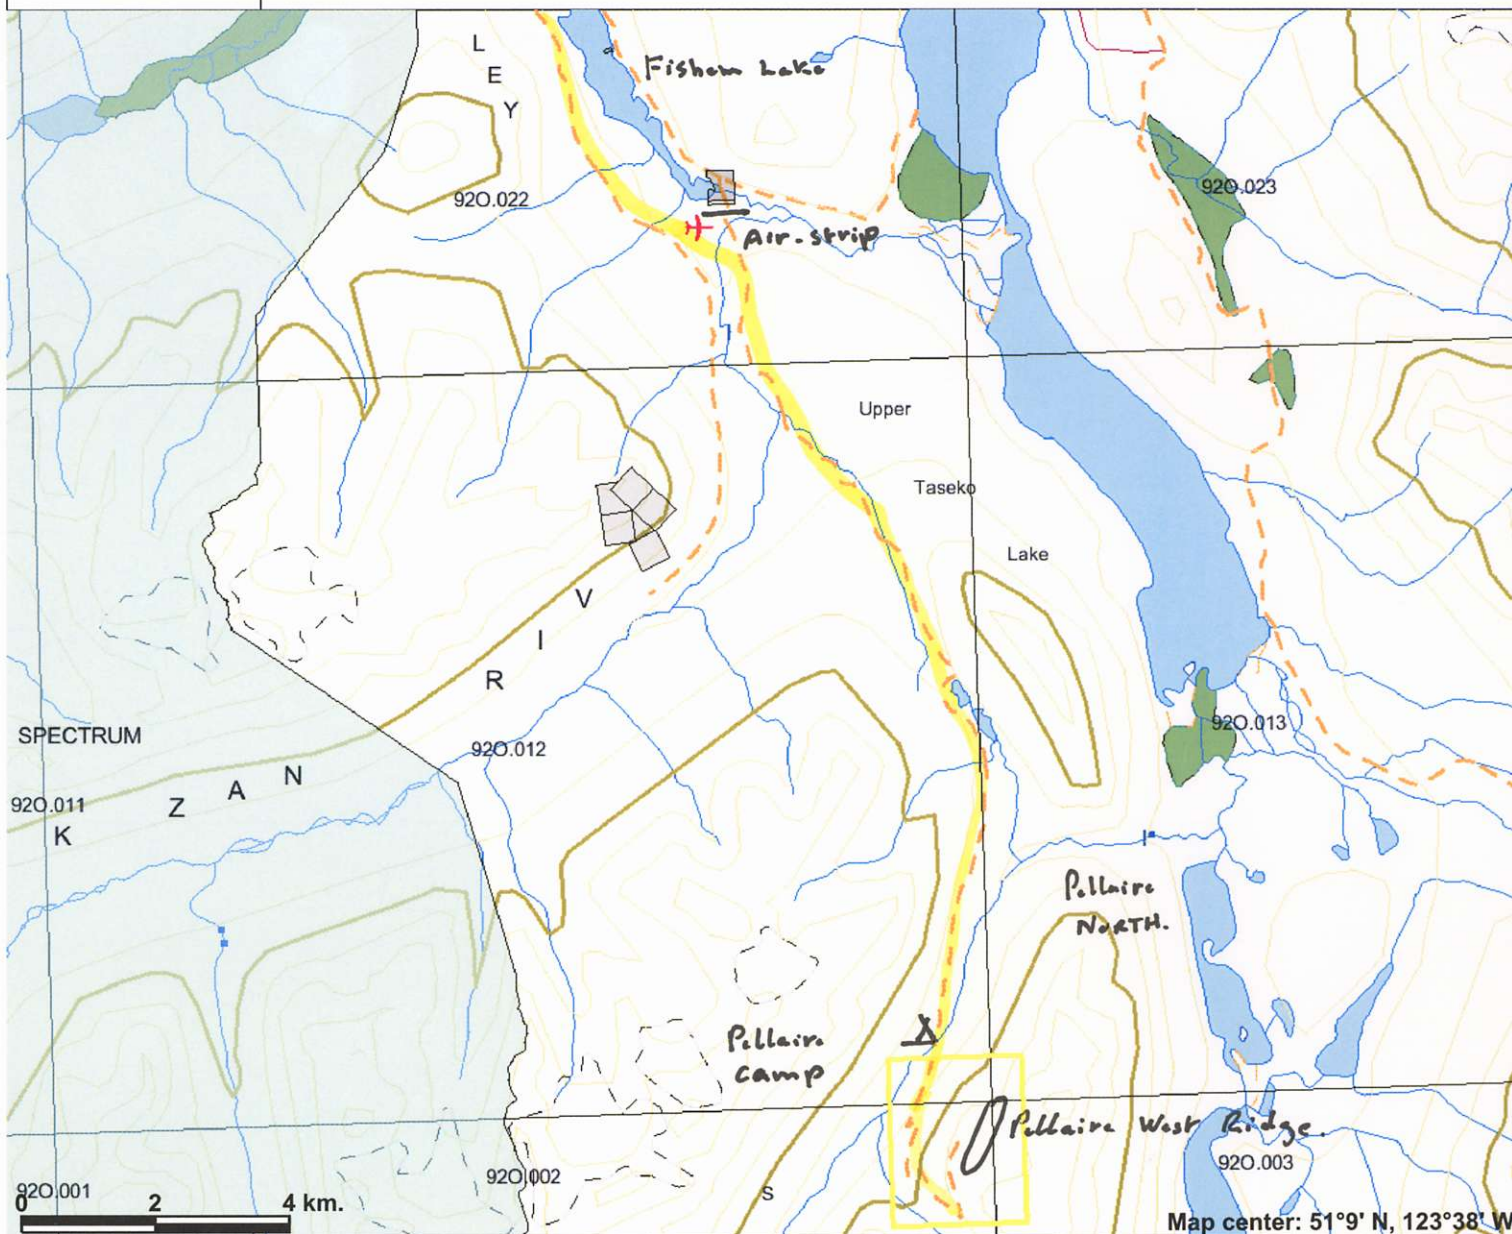 L
E
Y
Fishem Lake
92O.022
92O.023
Air-strip
Upper
Taseko
Lake
V
I
R
SPECTRUM
92O.012
92O.013
N
A
Z
K
92O.011
Pellaire
NORTH.
Pellaire
camp
X
Pellaire West Ridge.
92O.002
92O.003
S
92O.001
0 2 4 km.
Map center: 51°9' N, 123°38' W